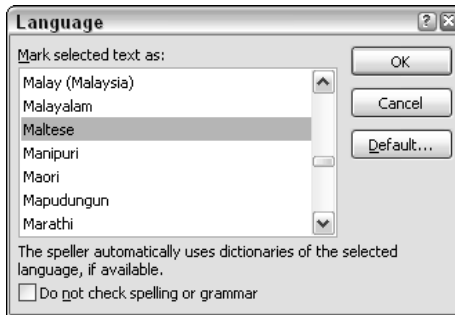 Language
Mark selected text as:
Malay (Malaysia)
Malayalam
Maltese
Manipuri
Maori
Mapudungun
Marathi
OK
Cancel
Default...
The speller automatically uses dictionaries of the selected
language, if available.
Do not check spelling or grammar